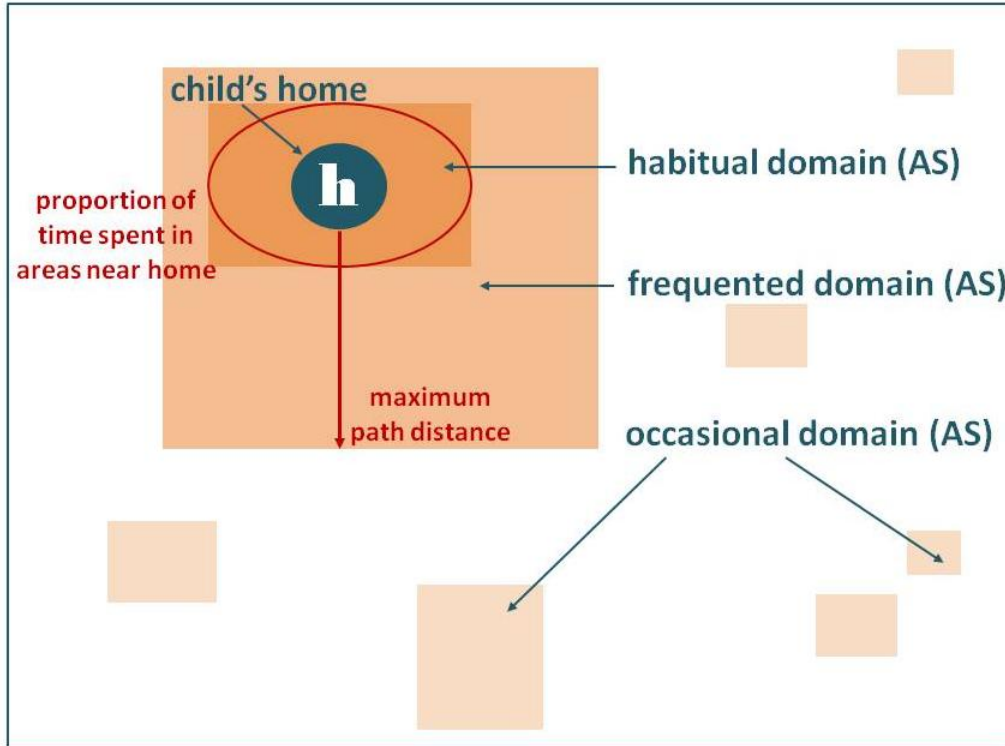 child's home
h
habitual domain (AS)
proportion of
time spent in
areas near home
frequented domain (AS)
maximum
path distance
occasional domain (AS)